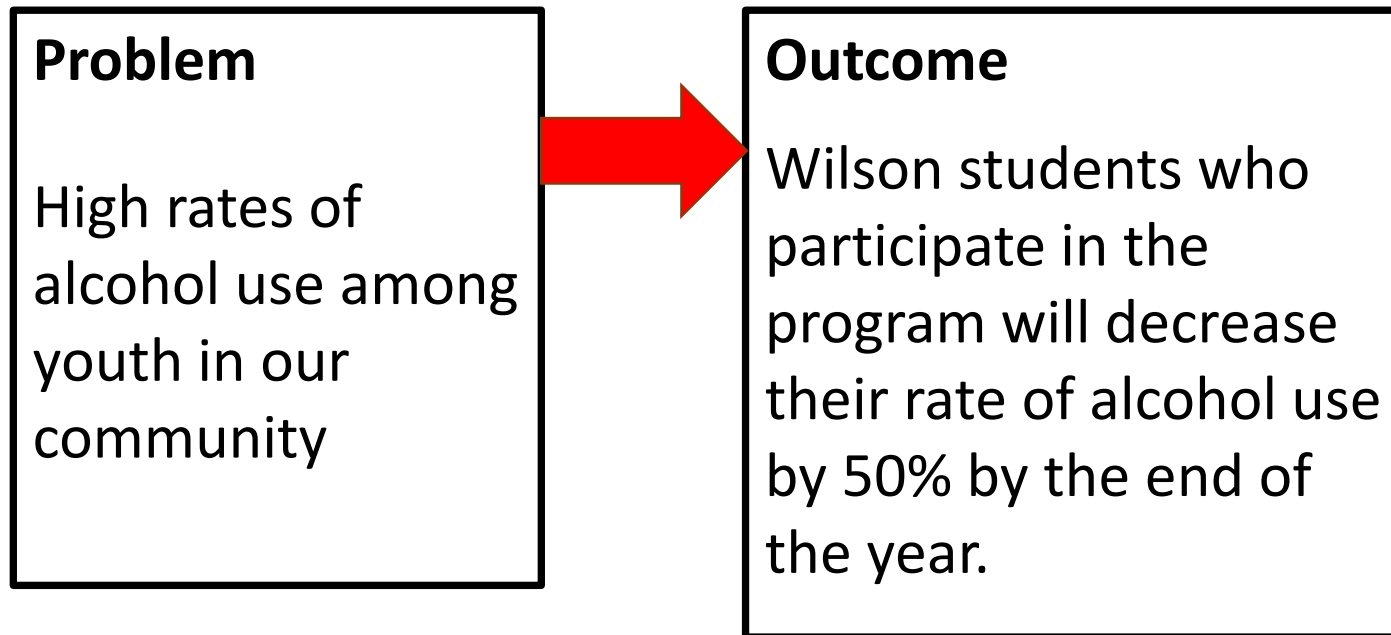 Problem
High rates of
alcohol use among
youth in our
community
Outcome
Wilson students who
participate in the
program will decrease
their rate of alcohol use
by 50% by the end of
the year.